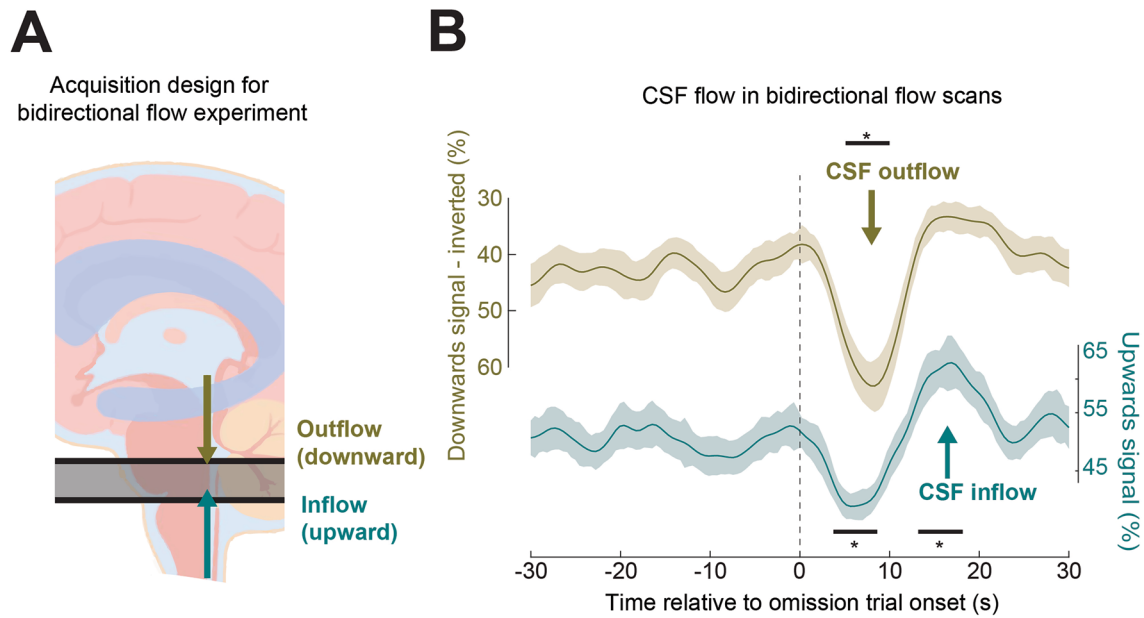 A
Acquisition design for
bidirectional flow experiment
Outflow
(downward)
Inflow
(upward)
B
CSF flow in bidirectional flow scans
*
CSF outflow
Downwards signal - inverted (%)
30
40
50
60
65
55
45
Upwards signal (%)
CSF inflow
* *
-30 -20 -10 0 10 20 30
Time relative to omission trial onset (s)